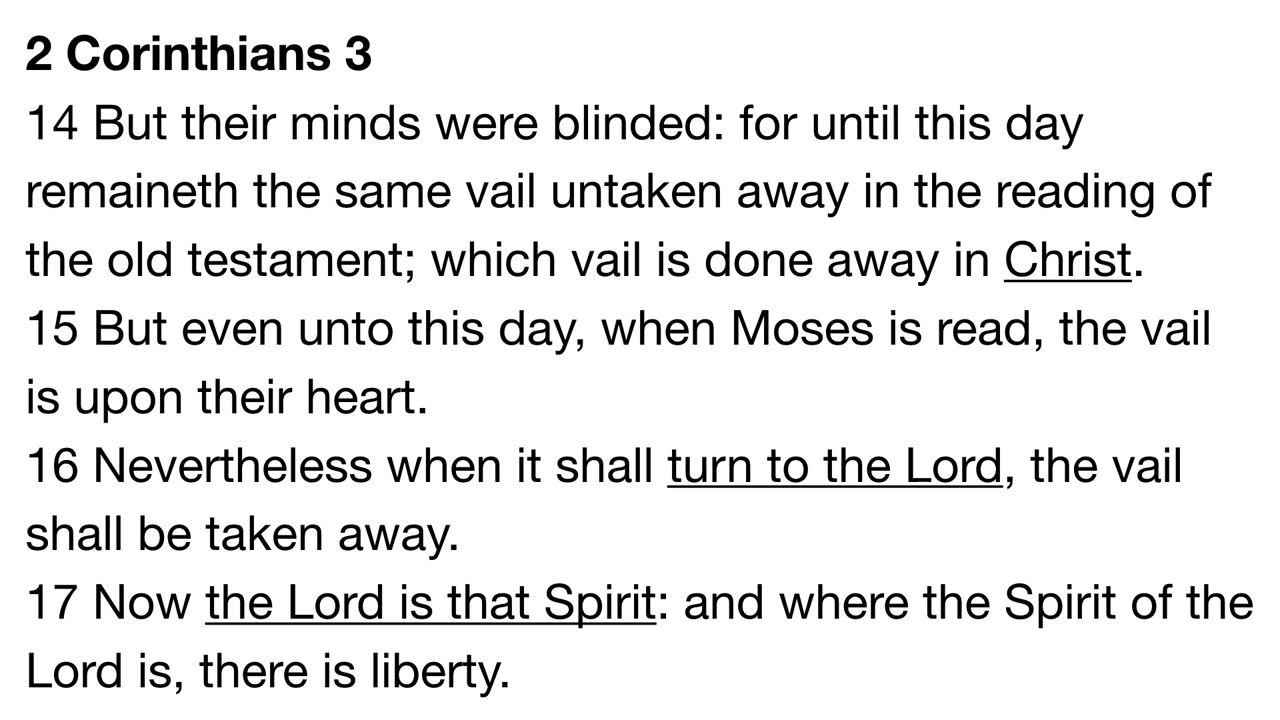 2 Corinthians 3
14 But their minds were blinded: for until this day
remaineth the same vail untaken away in the reading of
the old testament; which vail is done away in Christ.
15 But even unto this day, when Moses is read, the vail
is upon their heart.
16 Nevertheless when it shall turn to the Lord, the vail
shall be taken away.
17 Now the Lord is that Spirit: and where the Spirit of the
Lord is, there is liberty.